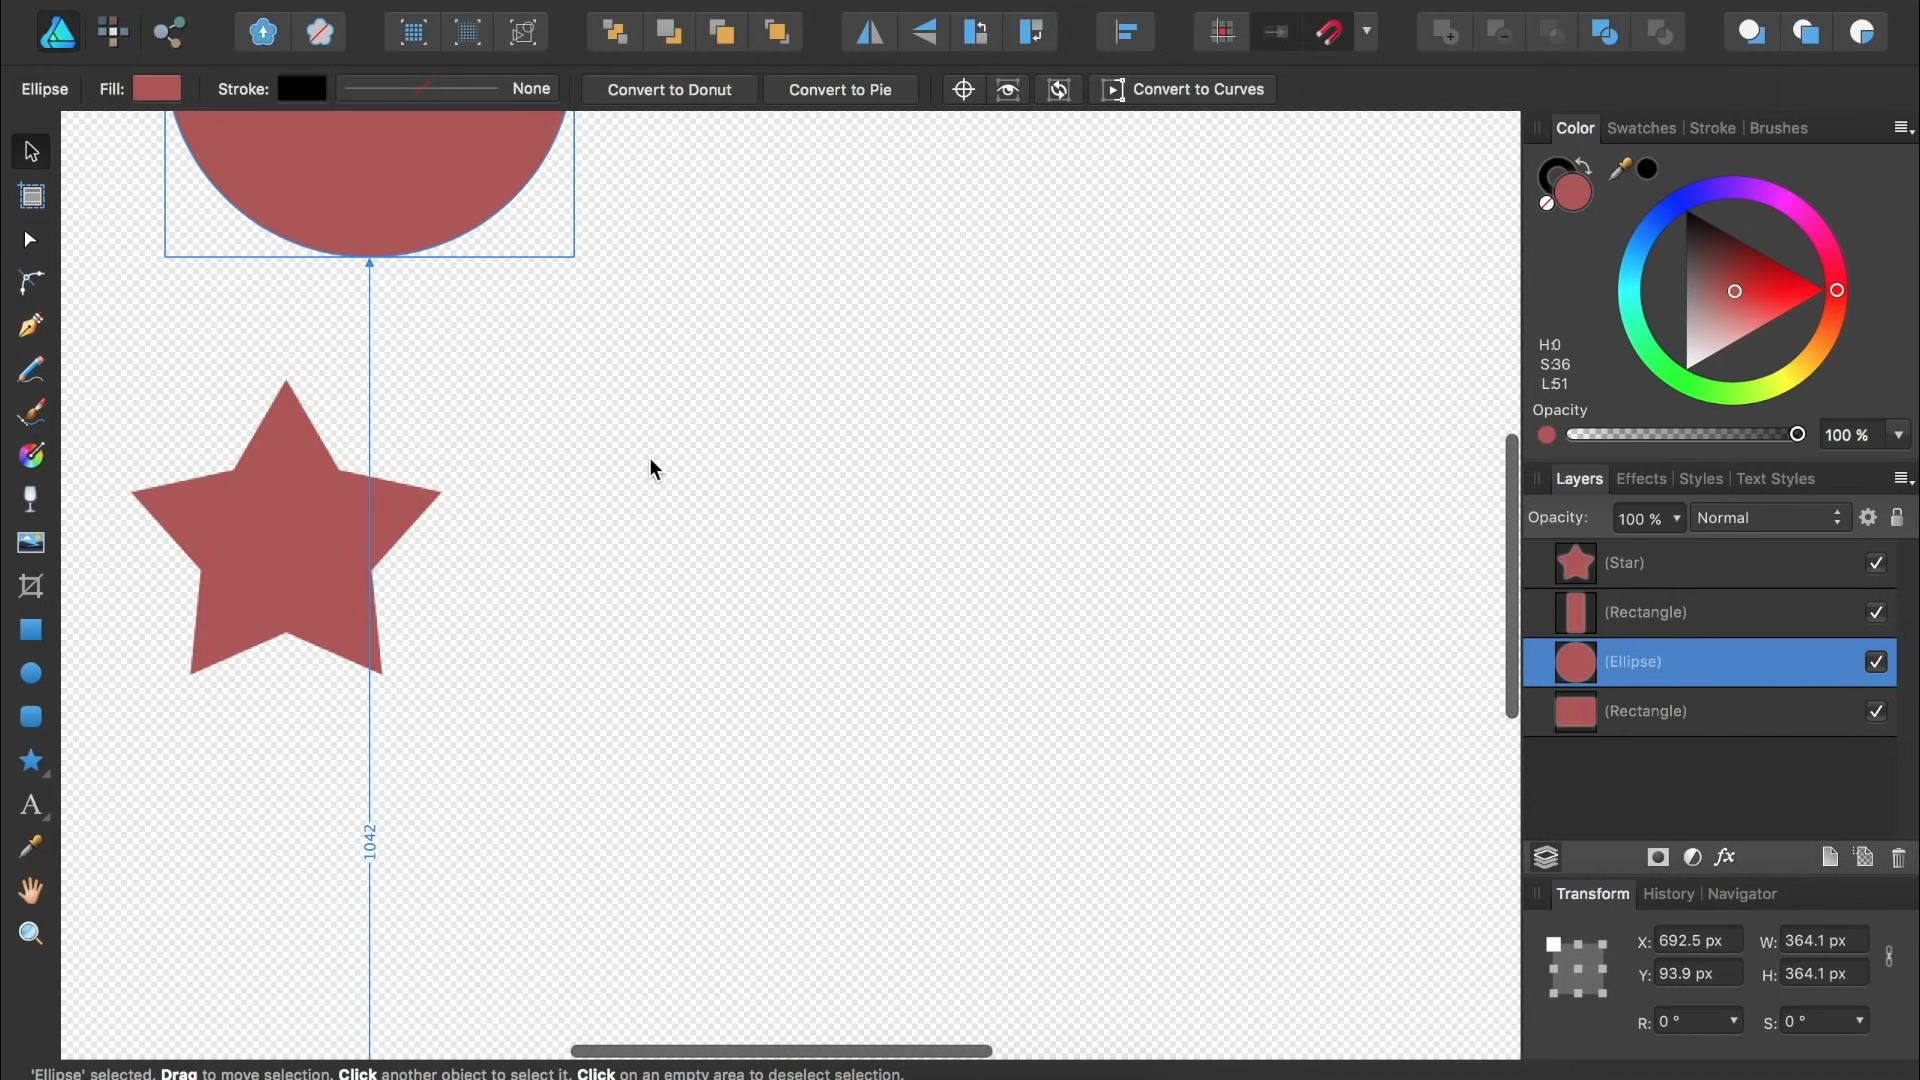 Ellipse Fill: Stroke: None Convert to Donut Convert to Pie Convert to Curves
Color Swatches Stroke Brushes
H:0
S:36
L:51
Opacity
100 %
Layers Effects Styles Text Styles
Opacity: 100 % Normal
(Star)
(Rectangle)
(Ellipse)
(Rectangle)
1042
fx
Transform History Navigator
X: 692.5 px W: 364.1 px
Y: 93.9 px H: 364.1 px
R: 0 ° S: 0 °
A
'Ellipse' selected. Drag to move selection. Click another object to select it. Click on an empty area to deselect selection.